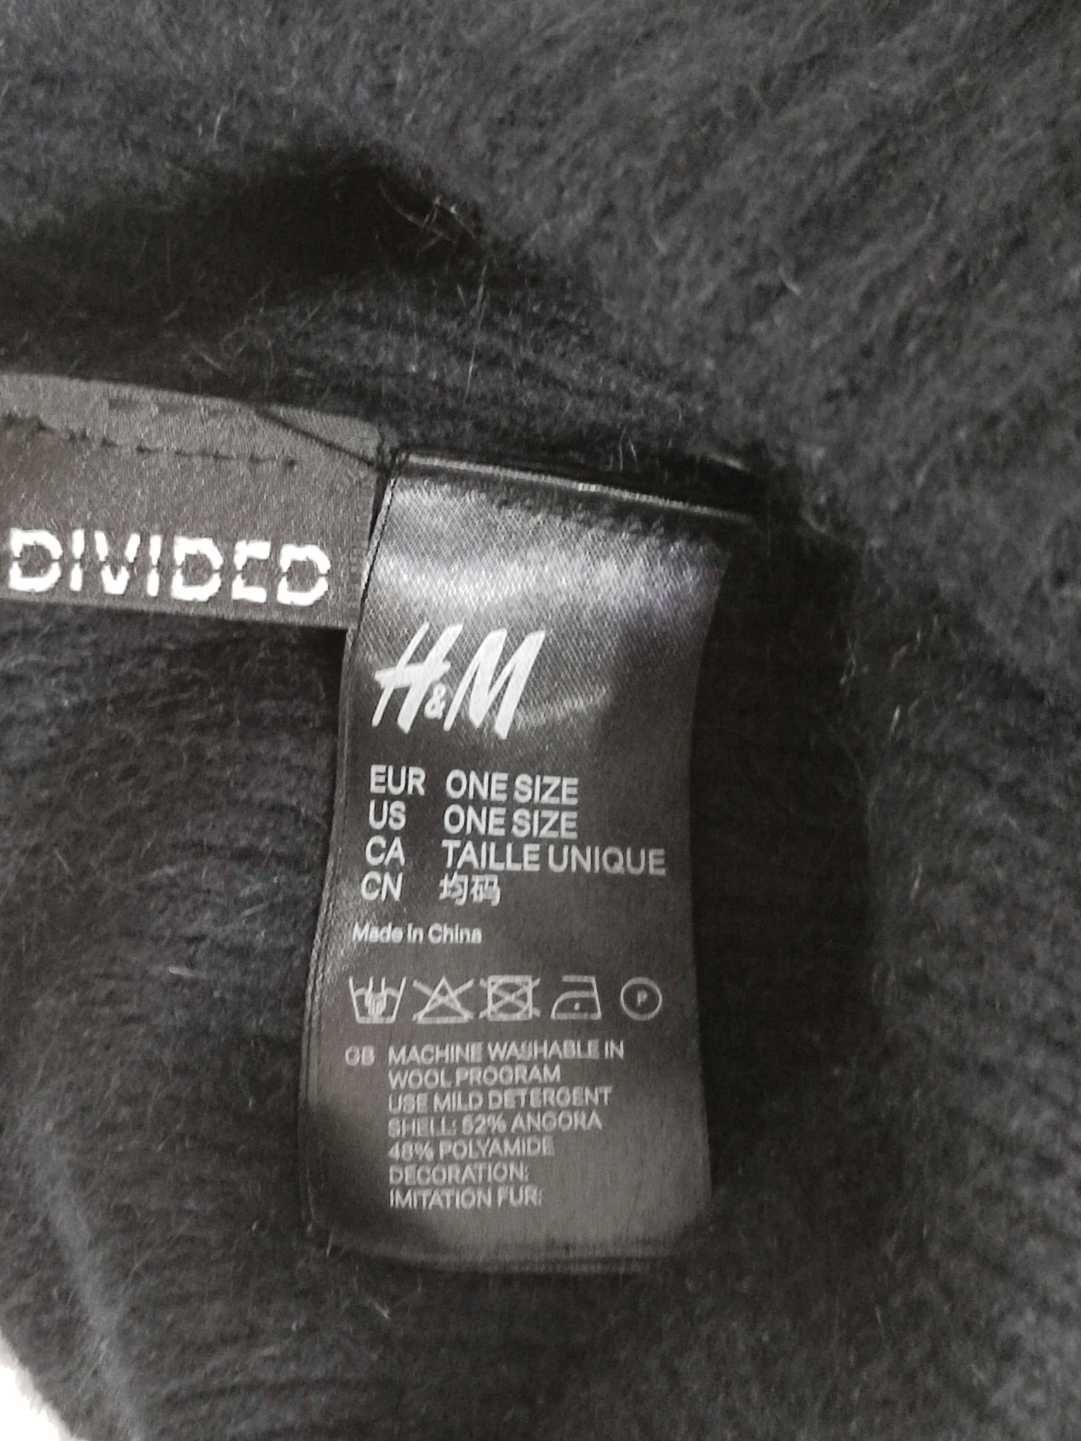 DIVIDED
H&M
EUR ONE SIZE
US ONE SIZE
CA TAILLE UNIQUE
CN 均码
Made in China
P
GB MACHINE WASHABLE IN
WOOL PROGRAM
USE MILD DETERGENT
SHELL: 52% ANGORA
48% POLYAMIDE
DECORATION:
IMITATION FUR: